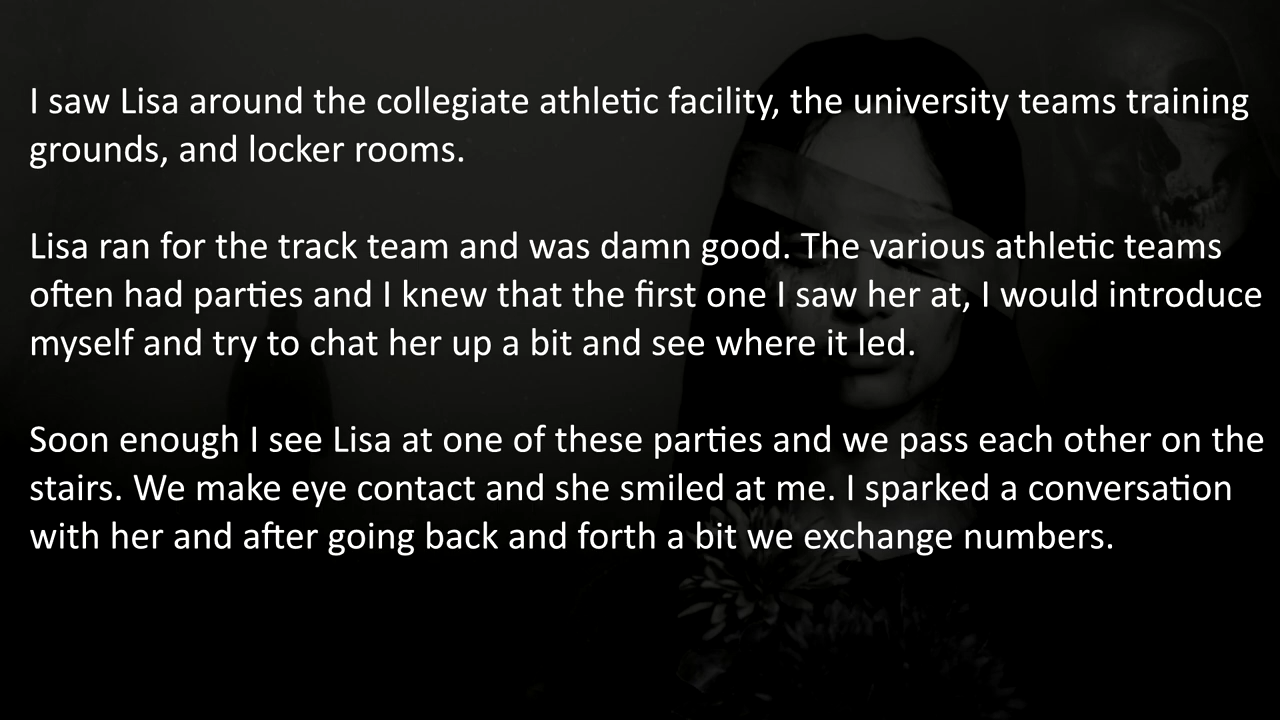 I saw Lisa around the collegiate athletic facility, the university teams training
grounds, and locker rooms.
Lisa ran for the track team and was damn good. The various athletic teams
often had parties and I knew that the first one I saw her at, I would introduce
myself and try to chat her up a bit and see where it led.
Soon enough I see Lisa at one of these parties and we pass each other on the
stairs. We make eye contact and she smiled at me. I sparked a conversation
with her and after going back and forth a bit we exchange numbers.